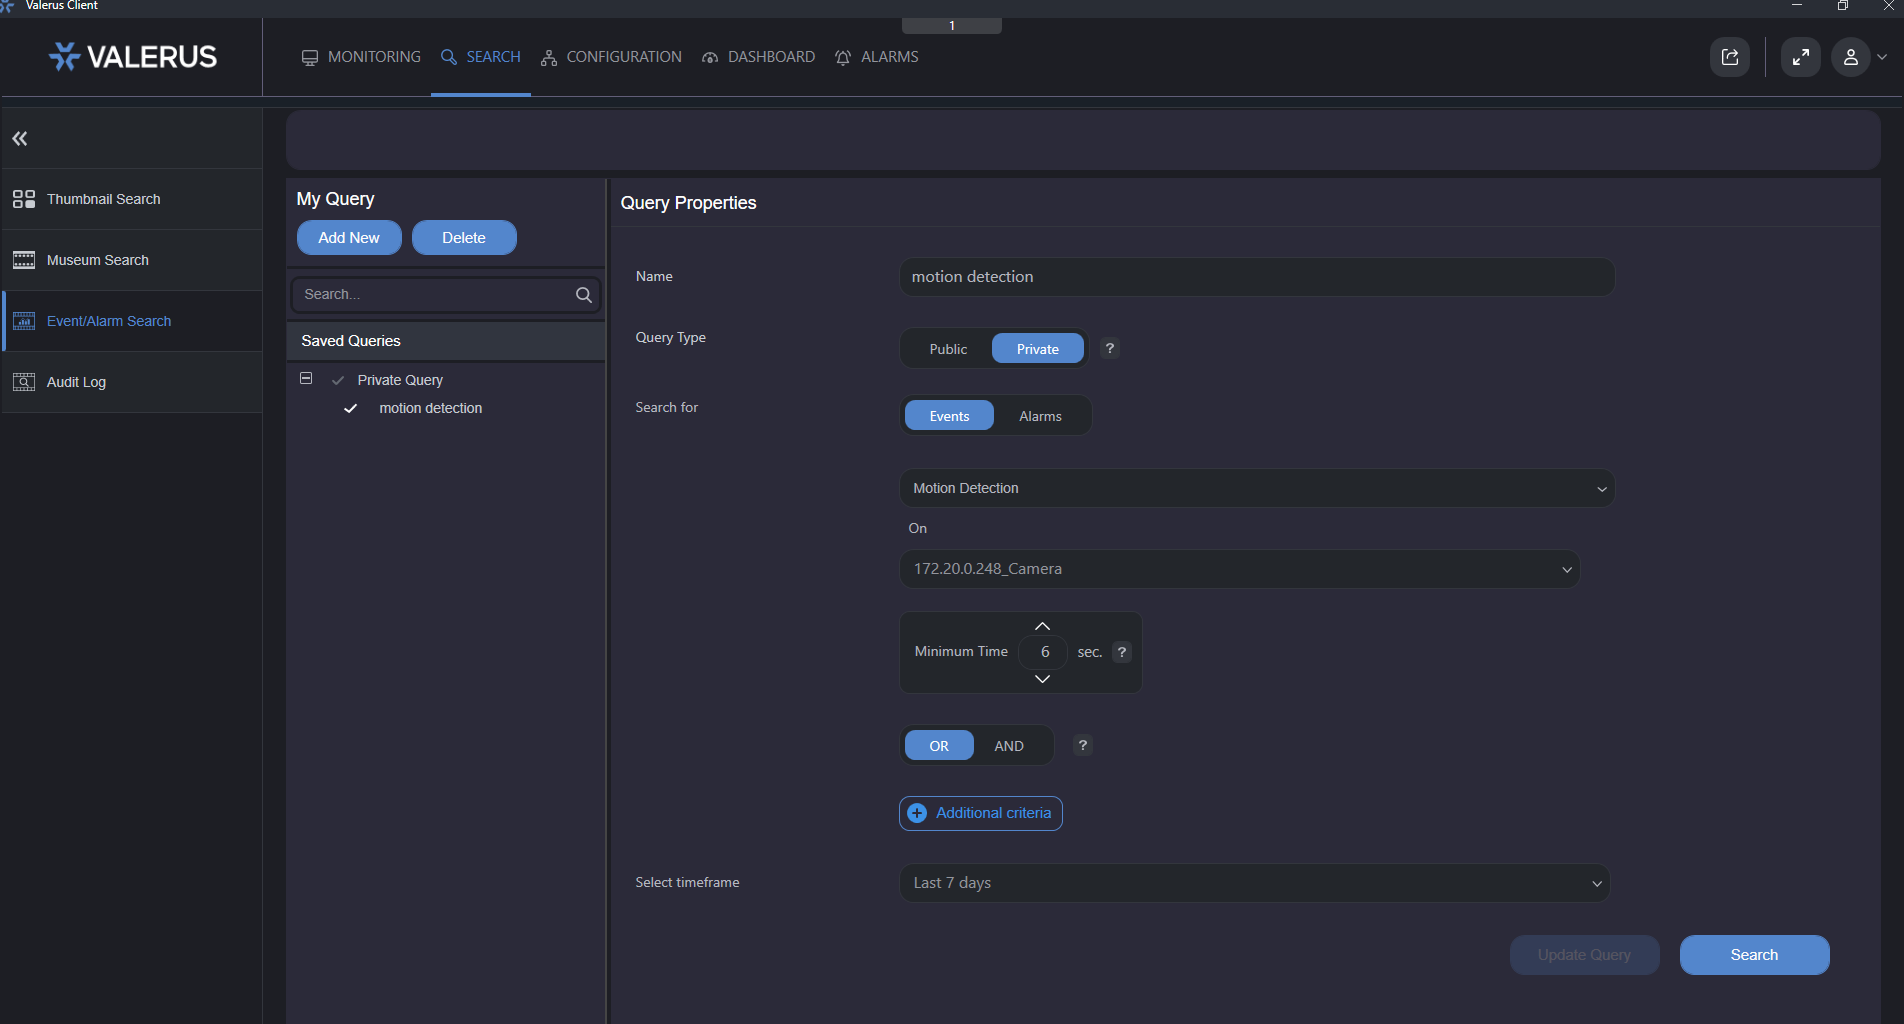 Valerus Client
1
VALERUS
MONITORING
SEARCH
CONFIGURATION
DASHBOARD
ALARMS
Thumbnail Search
Museum Search
Event/Alarm Search
Audit Log
My Query
Add New
Delete
Search...
Saved Queries
Private Query
motion detection
Query Properties
Name
motion detection
Query Type
Public
Private
?
Search for
Events
Alarms
Motion Detection
On
172.20.0.248_Camera
Minimum Time
6
sec.
?
OR
AND
?
Additional criteria
Select timeframe
Last 7 days
Update Query
Search